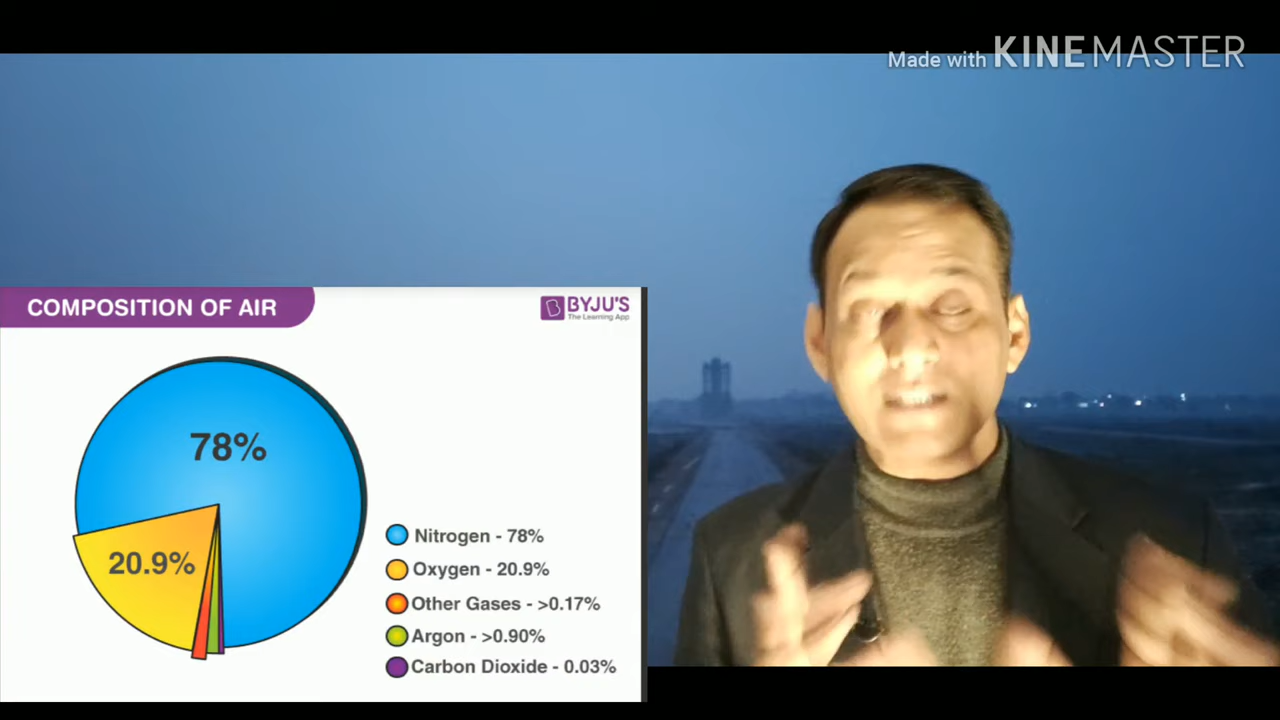 Made with KINEMASTER
COMPOSITION OF AIR
BYJU'S
The Learning App
78%
20.9%
Nitrogen - 78%
Oxygen - 20.9%
Other Gases - >0.17%
Argon - >0.90%
Carbon Dioxide - 0.03%